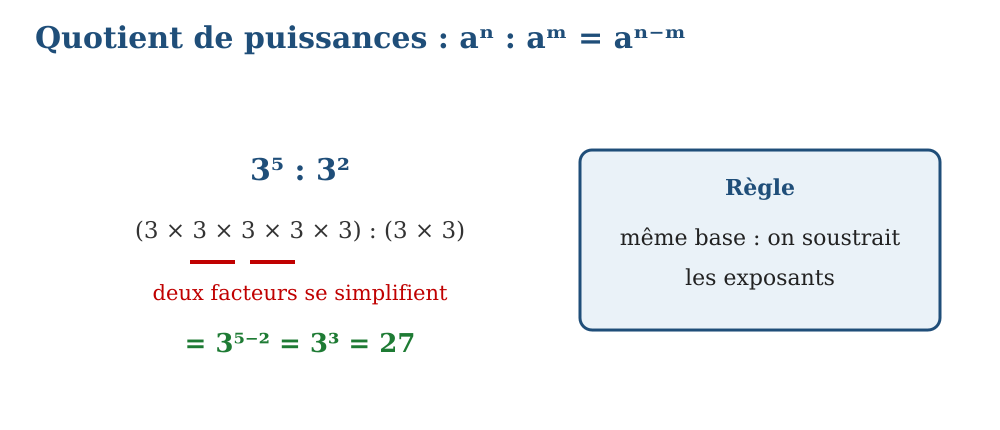 Quotient de puissances : aⁿ : aᵐ = aⁿ⁻ᵐ
3⁵ : 3²
(3 × 3 × 3 × 3 × 3) : (3 × 3)
deux facteurs se simplifient
= 3⁵⁻² = 3³ = 27
Règle
même base : on soustrait
les exposants